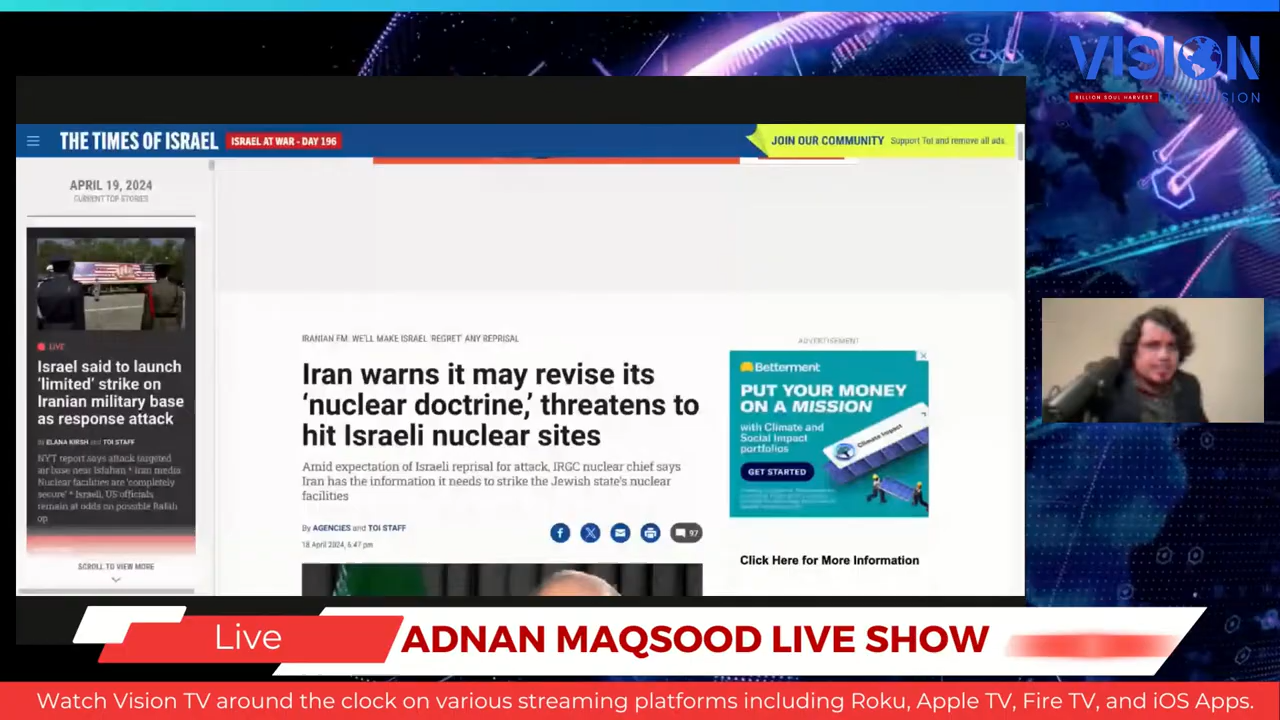 VISION
BILLION SOUL HARVEST
THE TIMES OF ISRAEL
ISRAEL AT WAR - DAY 196
JOIN OUR COMMUNITY Support ToI and remove all ads.
APRIL 19, 2024
CURRENT TOP STORIES
LIVE
Israel said to launch
‘limited’ strike on
Iranian military base
as response attack
By ELANA KIRSH and TOI STAFF
NYT report says attack targeted
air base near Isfahan * Iran media
Nuclear facilities are ‘completely
secure’ * Israeli, US officials
remain at odds on possible Rafah
op
SCROLL TO VIEW MORE
IRANIAN FM: WE'LL MAKE ISRAEL ‘REGRET’ ANY REPRISAL
Iran warns it may revise its
‘nuclear doctrine,’ threatens to
hit Israeli nuclear sites
Amid expectation of Israeli reprisal for attack, IRGC nuclear chief says
Iran has the information it needs to strike the Jewish state's nuclear
facilities
By AGENCIES and TOI STAFF
18 April 2024, 6:47 pm
97
ADVERTISEMENT
Betterment
PUT YOUR MONEY
ON A MISSION
with Climate and
Social Impact
portfolios
GET STARTED
Climate Impact
Click Here for More Information
Live
ADNAN MAQSOOD LIVE SHOW
Watch Vision TV around the clock on various streaming platforms including Roku, Apple TV, Fire TV, and iOS Apps.